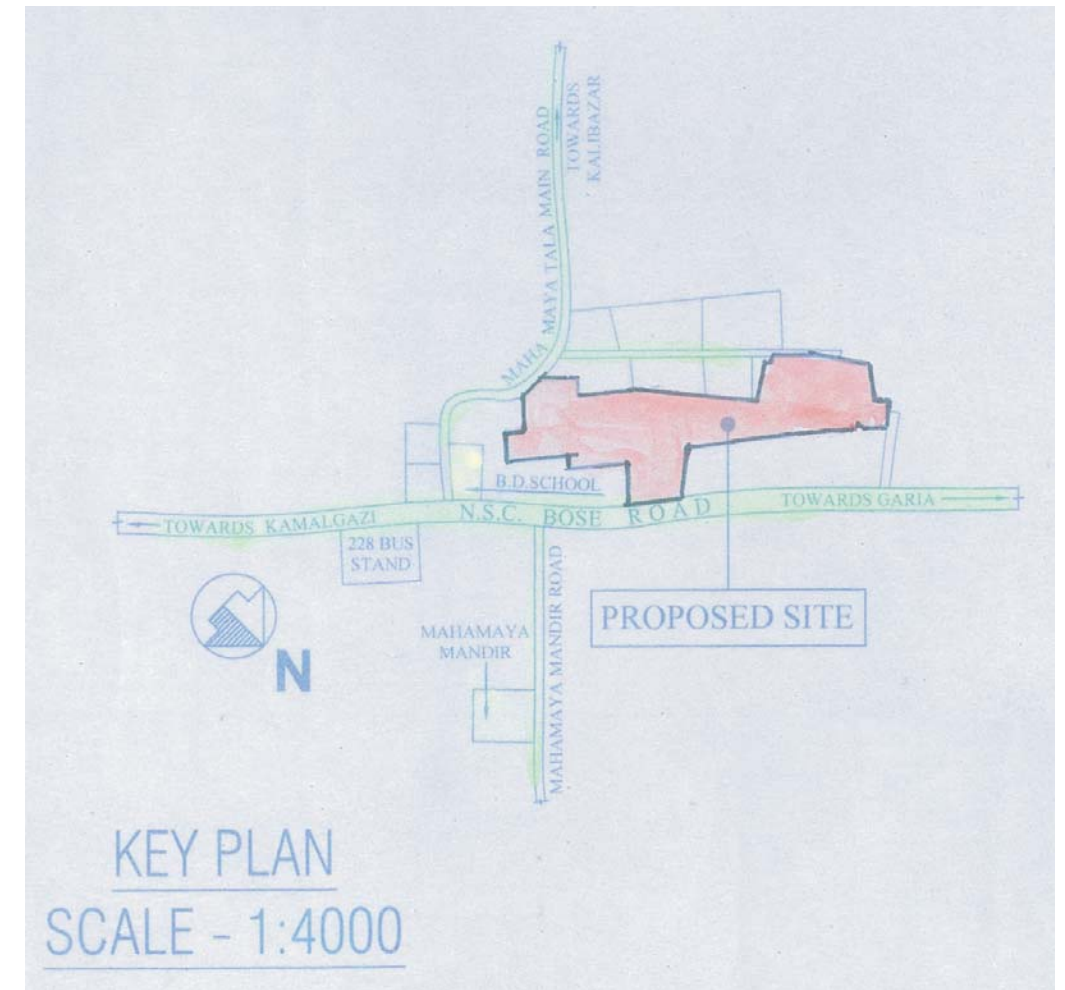 TOWARDS
KALIBAZAR
MAHA MAYA TALA MAIN ROAD
B.D.SCHOOL
TOWARDS GARIA
N.S.C. BOSE ROAD
TOWARDS KAMALGAZI
228 BUS
STAND
PROPOSED SITE
MAHAMAYA
MANDIR
MAHAMAYA MANDIR ROAD
N
KEY PLAN
SCALE - 1:4000